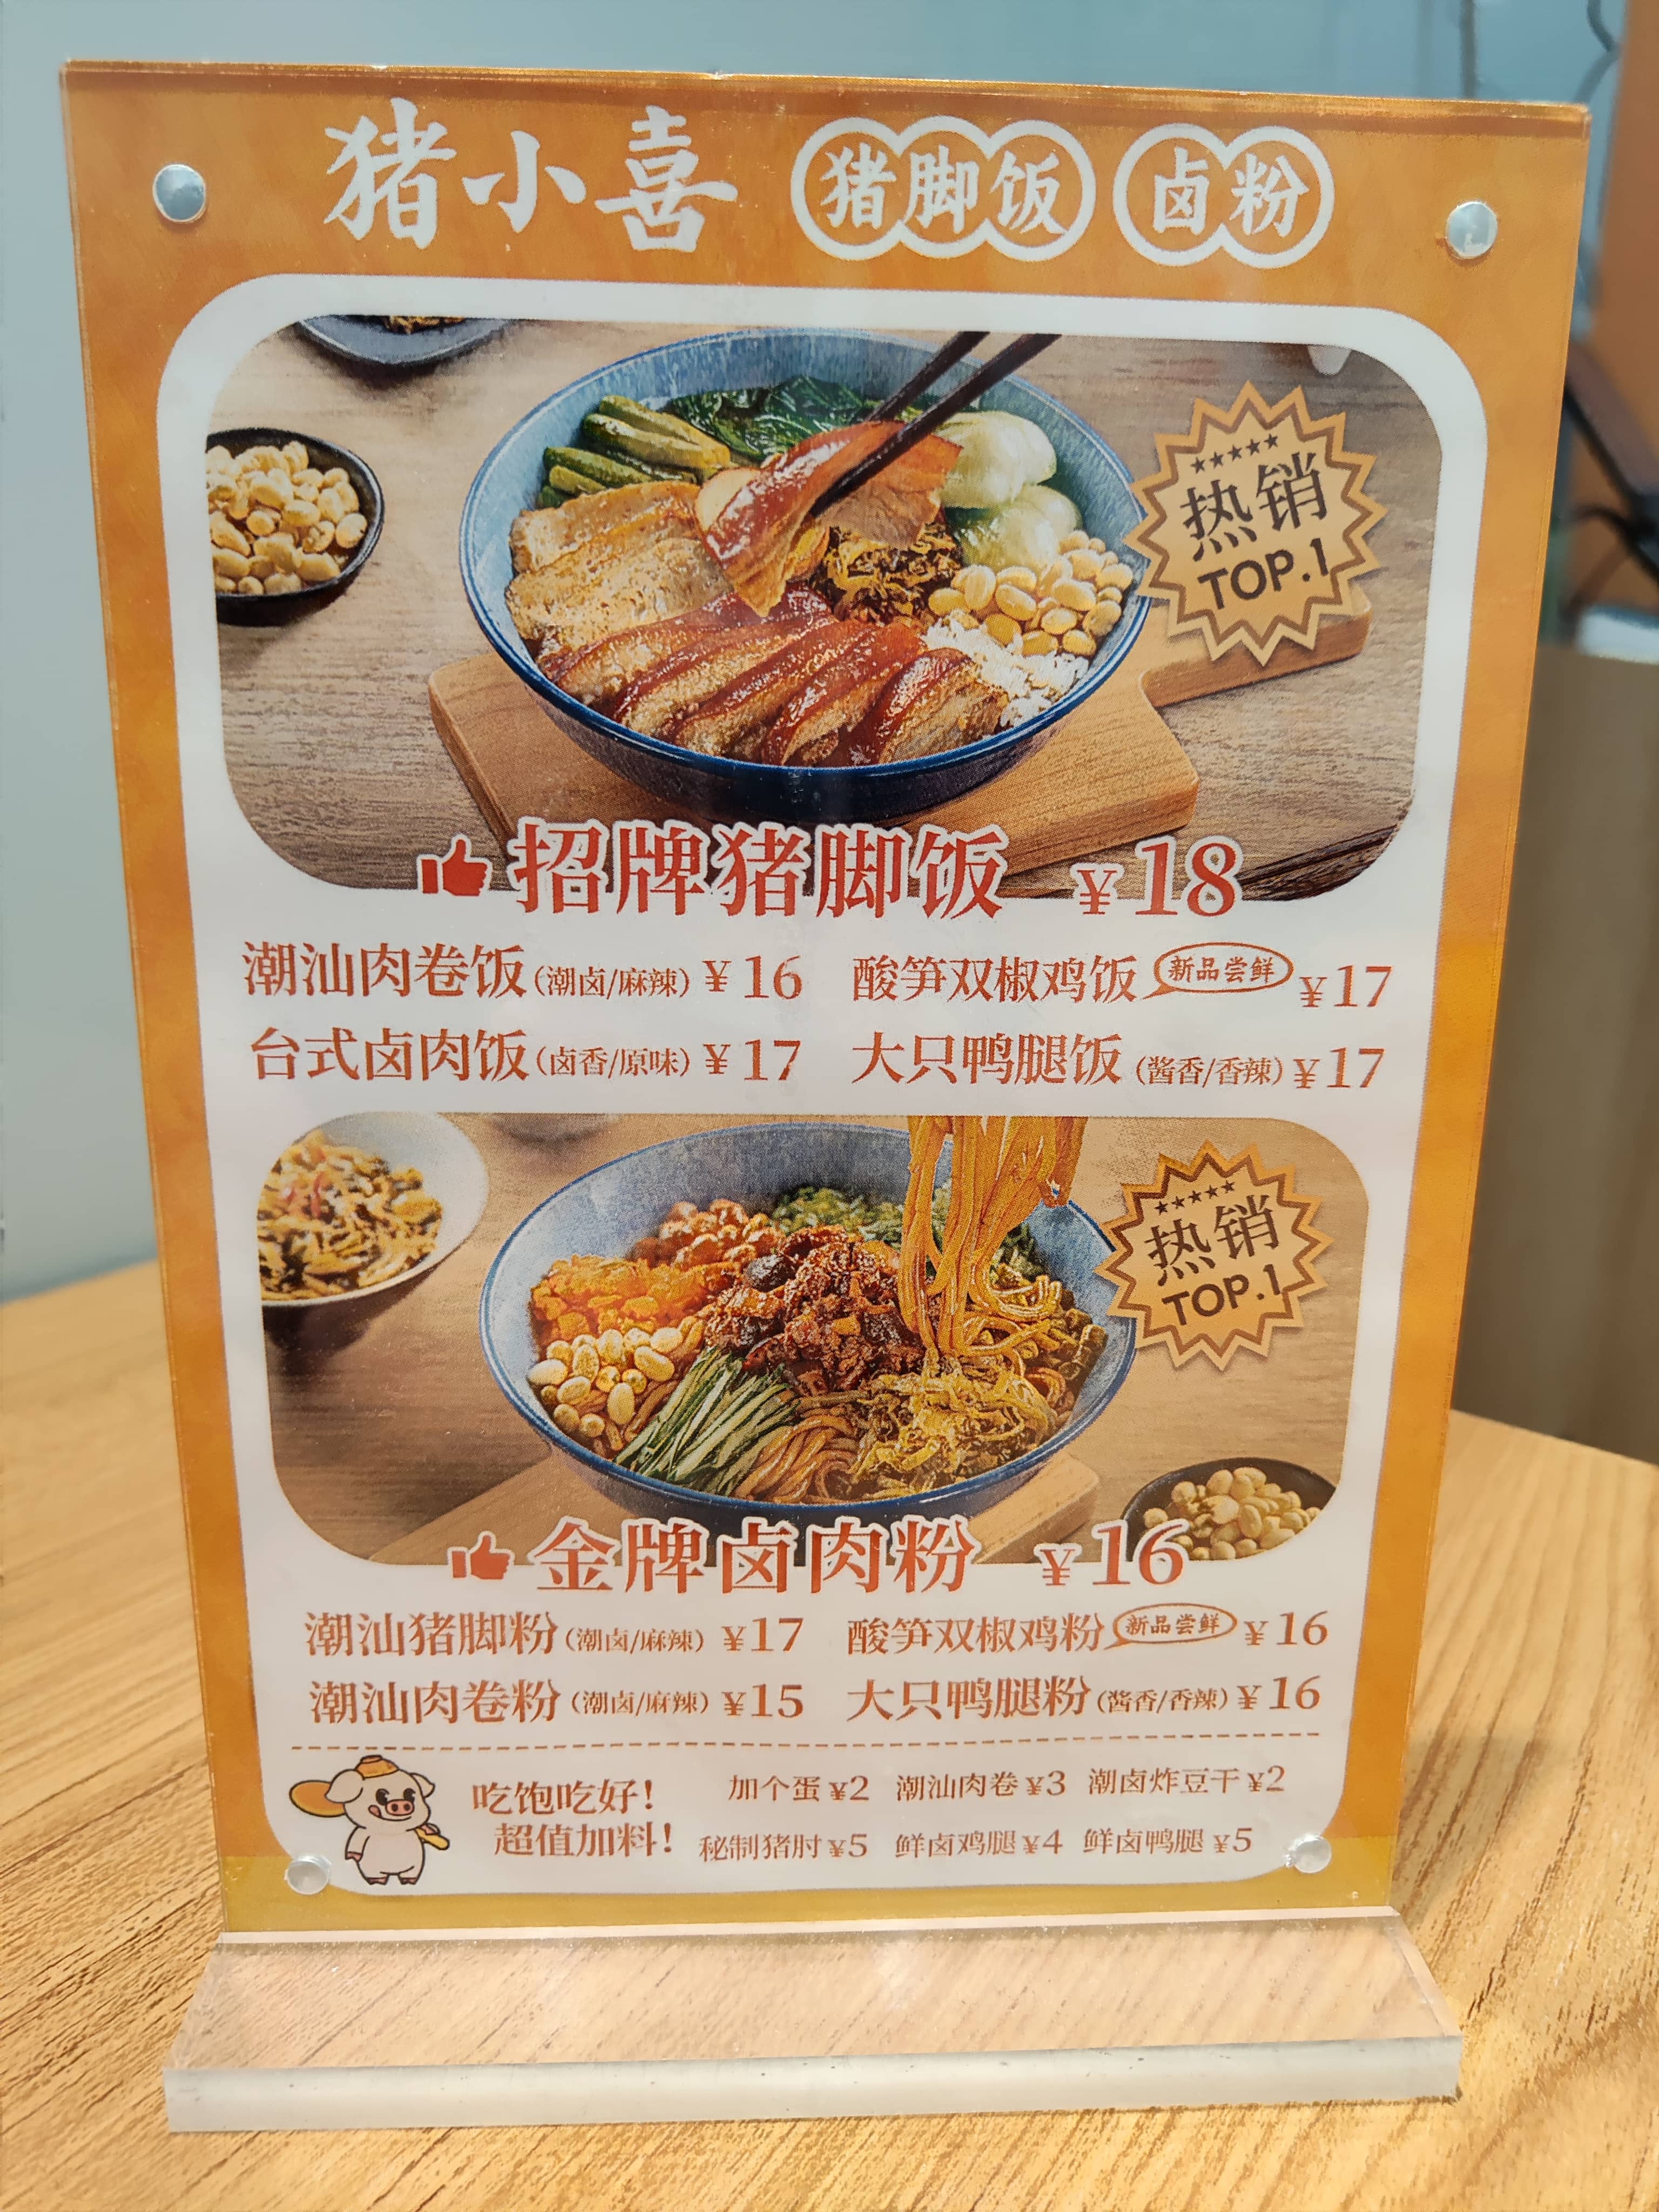 猪小喜 猪脚饭 卤粉
热销
TOP.1
招牌猪脚饭 ¥18
潮汕肉卷饭(潮卤/麻辣) ¥16 酸笋双椒鸡饭 新品尝鲜 ¥17
台式卤肉饭(卤香/原味) ¥17 大只鸭腿饭(酱香/香辣) ¥17
热销
TOP.1
金牌卤肉粉 ¥16
潮汕猪脚粉(潮卤/麻辣) ¥17 酸笋双椒鸡粉 新品尝鲜 ¥16
潮汕肉卷粉(潮卤/麻辣) ¥15 大只鸭腿粉(酱香/香辣) ¥16
吃饱吃好! 加个蛋¥2 潮汕肉卷¥3 潮卤炸豆干¥2
超值加料! 秘制猪肘¥5 鲜卤鸡腿¥4 鲜卤鸭腿¥5